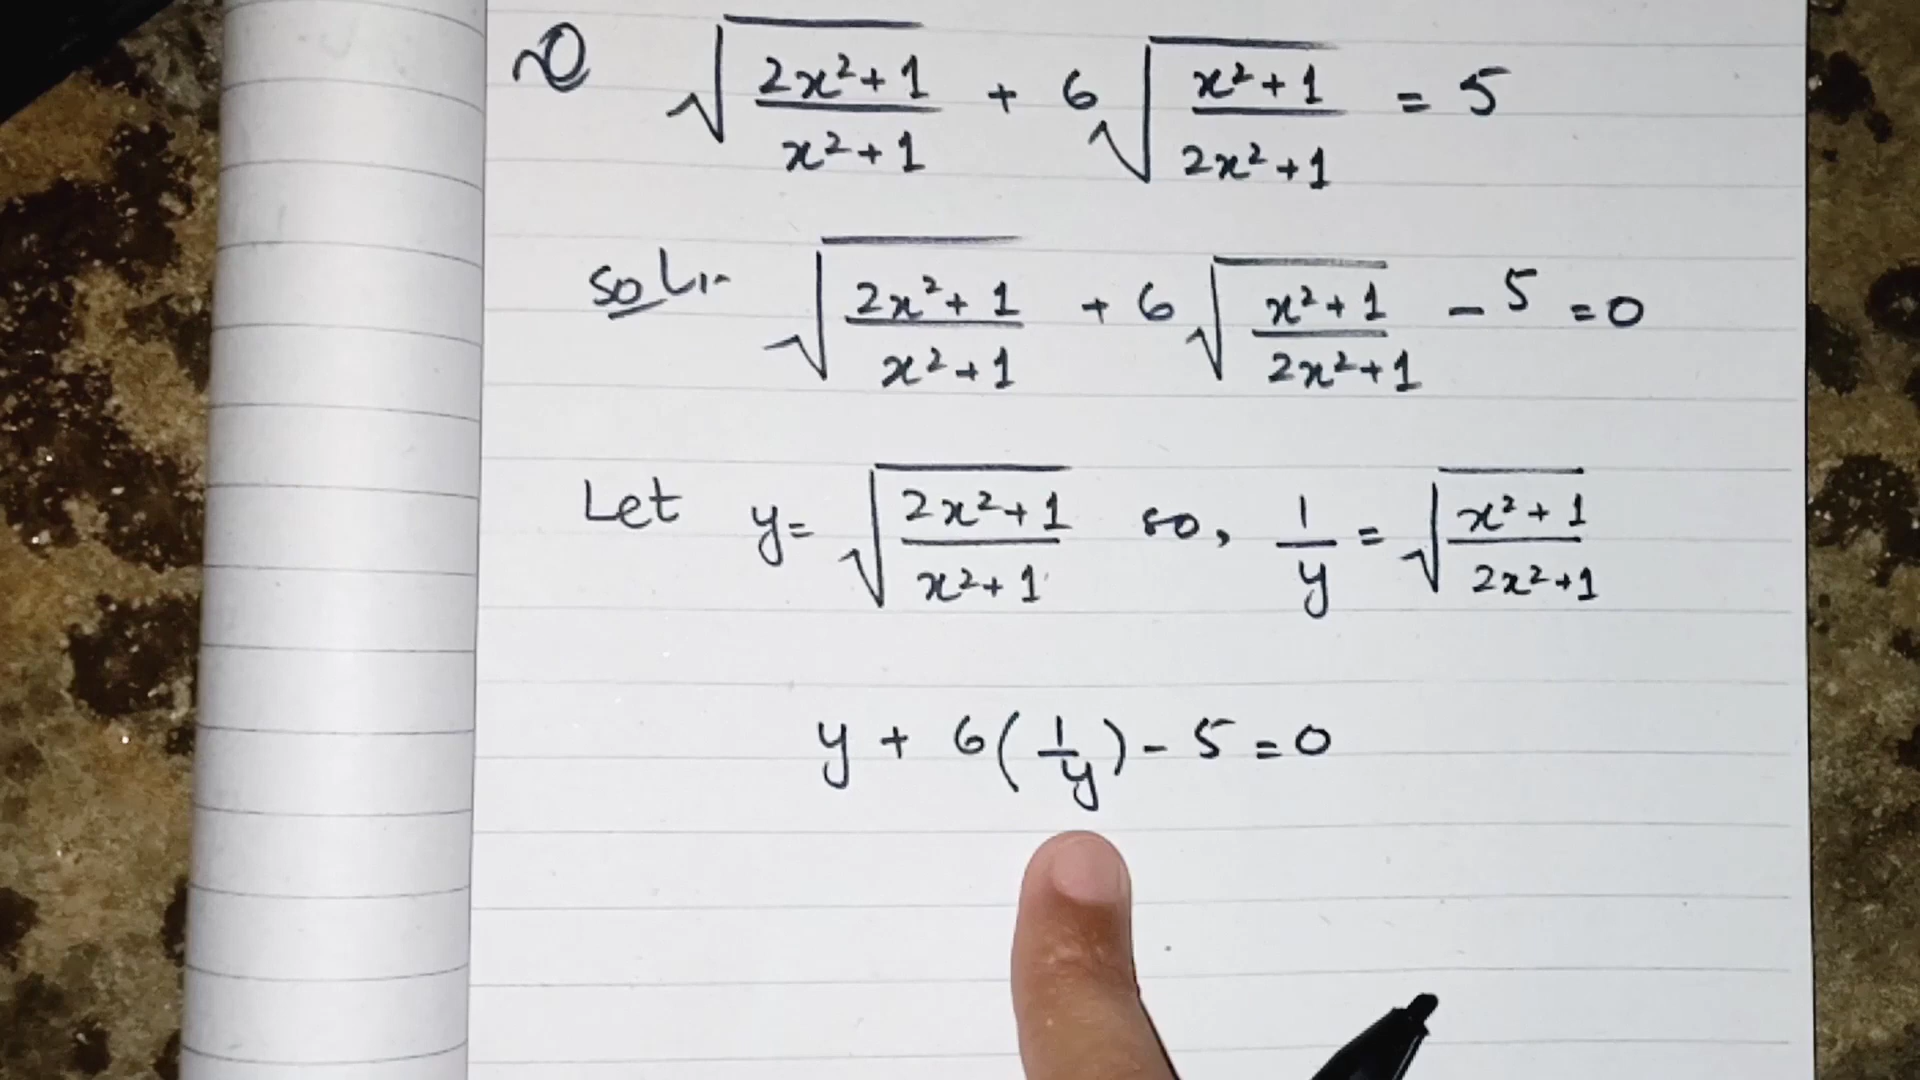 Q √(2x²+1/x²+1) + 6√(x²+1/2x²+1) = 5
Sol:- √(2x²+1/x²+1) + 6√(x²+1/2x²+1) - 5 = 0
Let y = √(2x²+1/x²+1) so, 1/y = √(x²+1/2x²+1)
y + 6(1/y) - 5 = 0